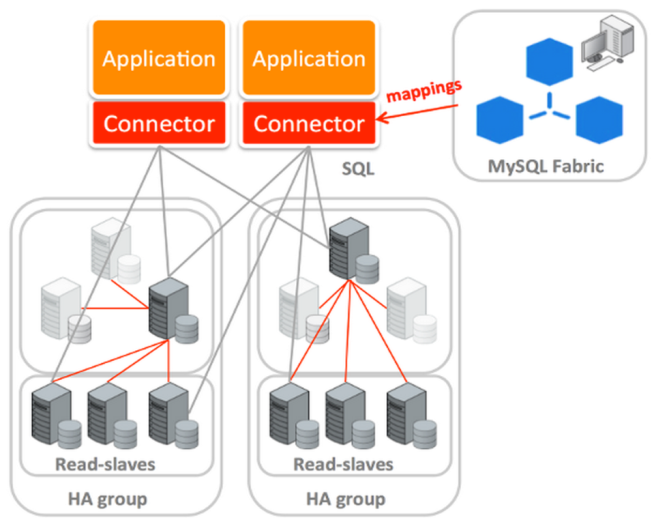 Application
Application
Connector
Connector
mappings
MySQL Fabric
SQL
Read-slaves
Read-slaves
HA group
HA group